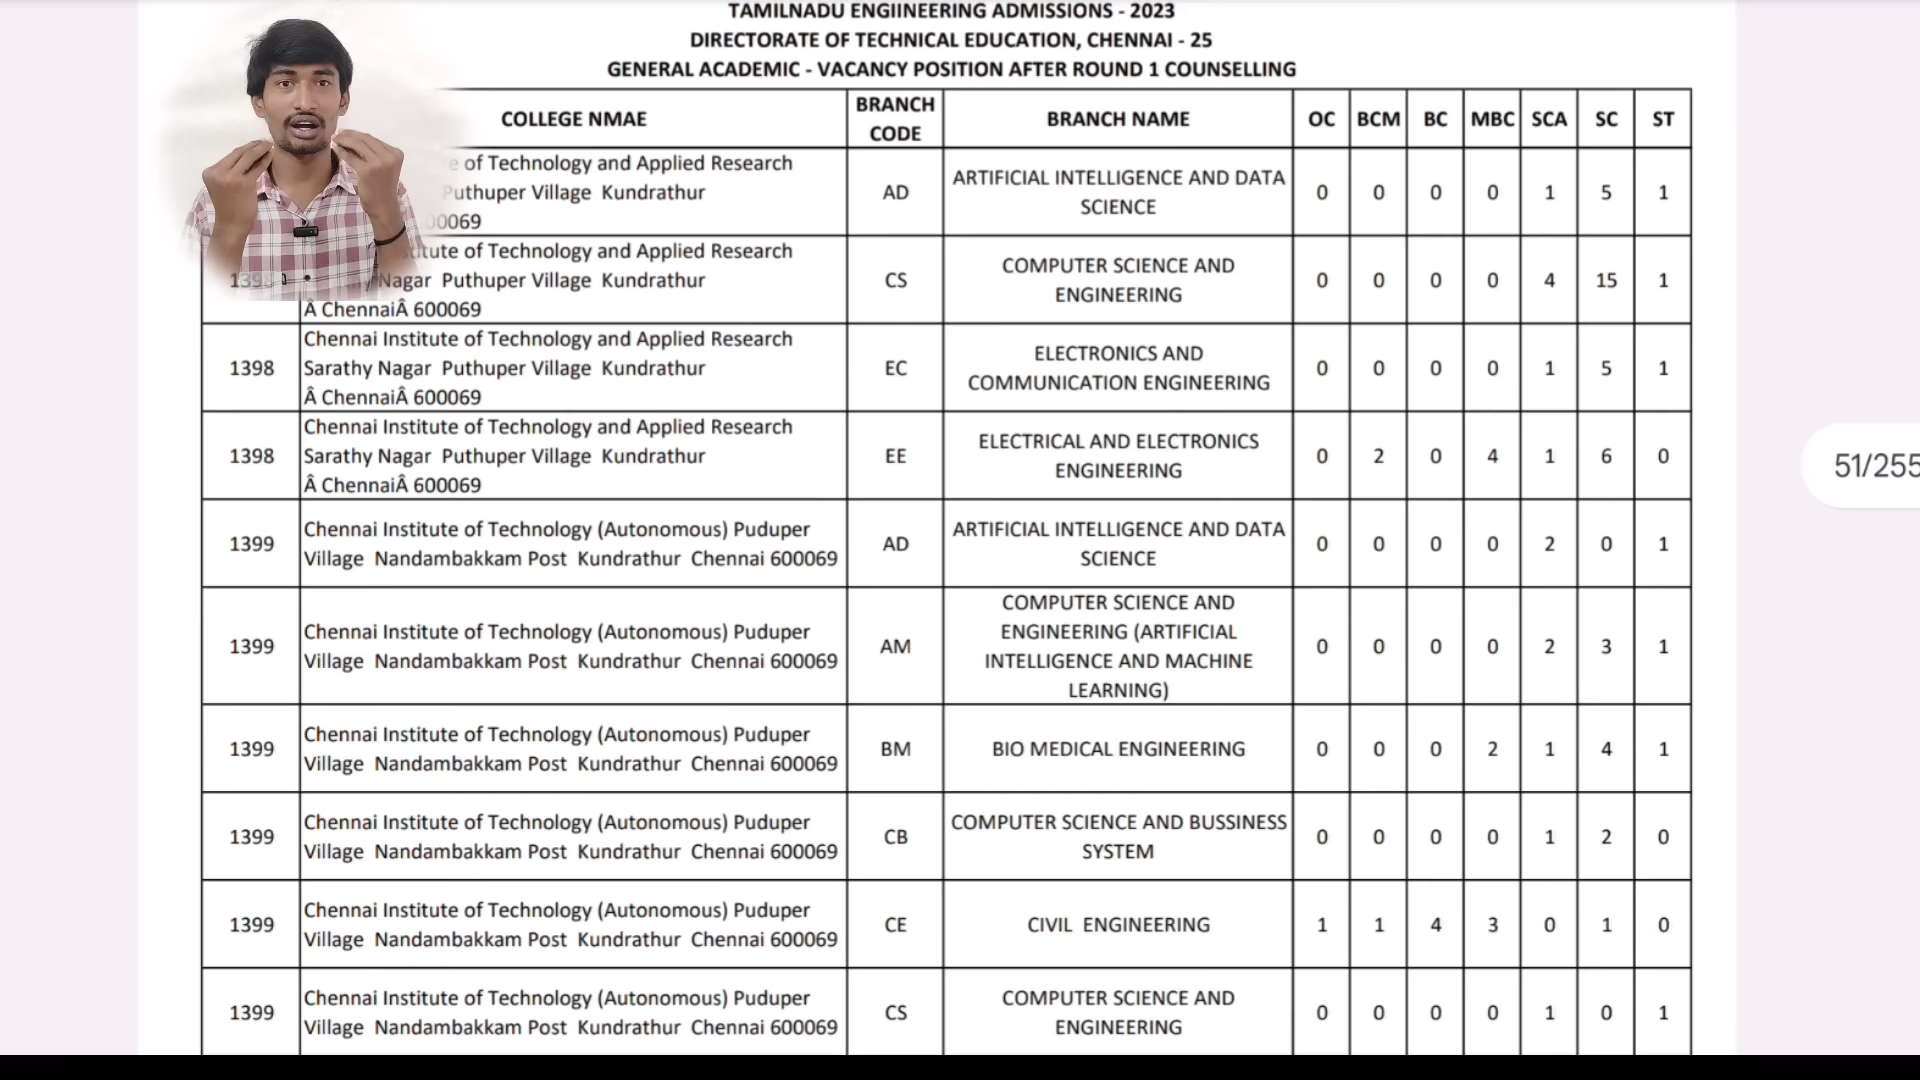 TAMILNADU ENGIINEERING ADMISSIONS - 2023
DIRECTORATE OF TECHNICAL EDUCATION, CHENNAI - 25
GENERAL ACADEMIC - VACANCY POSITION AFTER ROUND 1 COUNSELLING
COLLEGE NMAE BRANCH CODE BRANCH NAME OC BCM BC MBC SCA SC ST
of Technology and Applied Research
Puthuper Village Kundrathur
AD
ARTIFICIAL INTELLIGENCE AND DATA
SCIENCE
0 0 0 0 1 5 1
of Technology and Applied Research
Nagar Puthuper Village Kundrathur
Â ChennaiÂ 600069
CS
COMPUTER SCIENCE AND
ENGINEERING
0 0 0 0 4 15 1
1398
Chennai Institute of Technology and Applied Research
Sarathy Nagar Puthuper Village Kundrathur
Â ChennaiÂ 600069
EC
ELECTRONICS AND
COMMUNICATION ENGINEERING
0 0 0 0 1 5 1
1398
Chennai Institute of Technology and Applied Research
Sarathy Nagar Puthuper Village Kundrathur
Â ChennaiÂ 600069
EE
ELECTRICAL AND ELECTRONICS
ENGINEERING
0 2 0 4 1 6 0
1399
Chennai Institute of Technology (Autonomous) Puduper
Village Nandambakkam Post Kundrathur Chennai 600069
AD
ARTIFICIAL INTELLIGENCE AND DATA
SCIENCE
0 0 0 0 2 0 1
1399
Chennai Institute of Technology (Autonomous) Puduper
Village Nandambakkam Post Kundrathur Chennai 600069
AM
COMPUTER SCIENCE AND
ENGINEERING (ARTIFICIAL
INTELLIGENCE AND MACHINE
LEARNING)
0 0 0 0 2 3 1
1399
Chennai Institute of Technology (Autonomous) Puduper
Village Nandambakkam Post Kundrathur Chennai 600069
BM
BIO MEDICAL ENGINEERING
0 0 0 2 1 4 1
1399
Chennai Institute of Technology (Autonomous) Puduper
Village Nandambakkam Post Kundrathur Chennai 600069
CB
COMPUTER SCIENCE AND BUSSINESS
SYSTEM
0 0 0 0 1 2 0
1399
Chennai Institute of Technology (Autonomous) Puduper
Village Nandambakkam Post Kundrathur Chennai 600069
CE
CIVIL ENGINEERING
1 1 4 3 0 1 0
1399
Chennai Institute of Technology (Autonomous) Puduper
Village Nandambakkam Post Kundrathur Chennai 600069
CS
COMPUTER SCIENCE AND
ENGINEERING
0 0 0 0 1 0 1
51/255